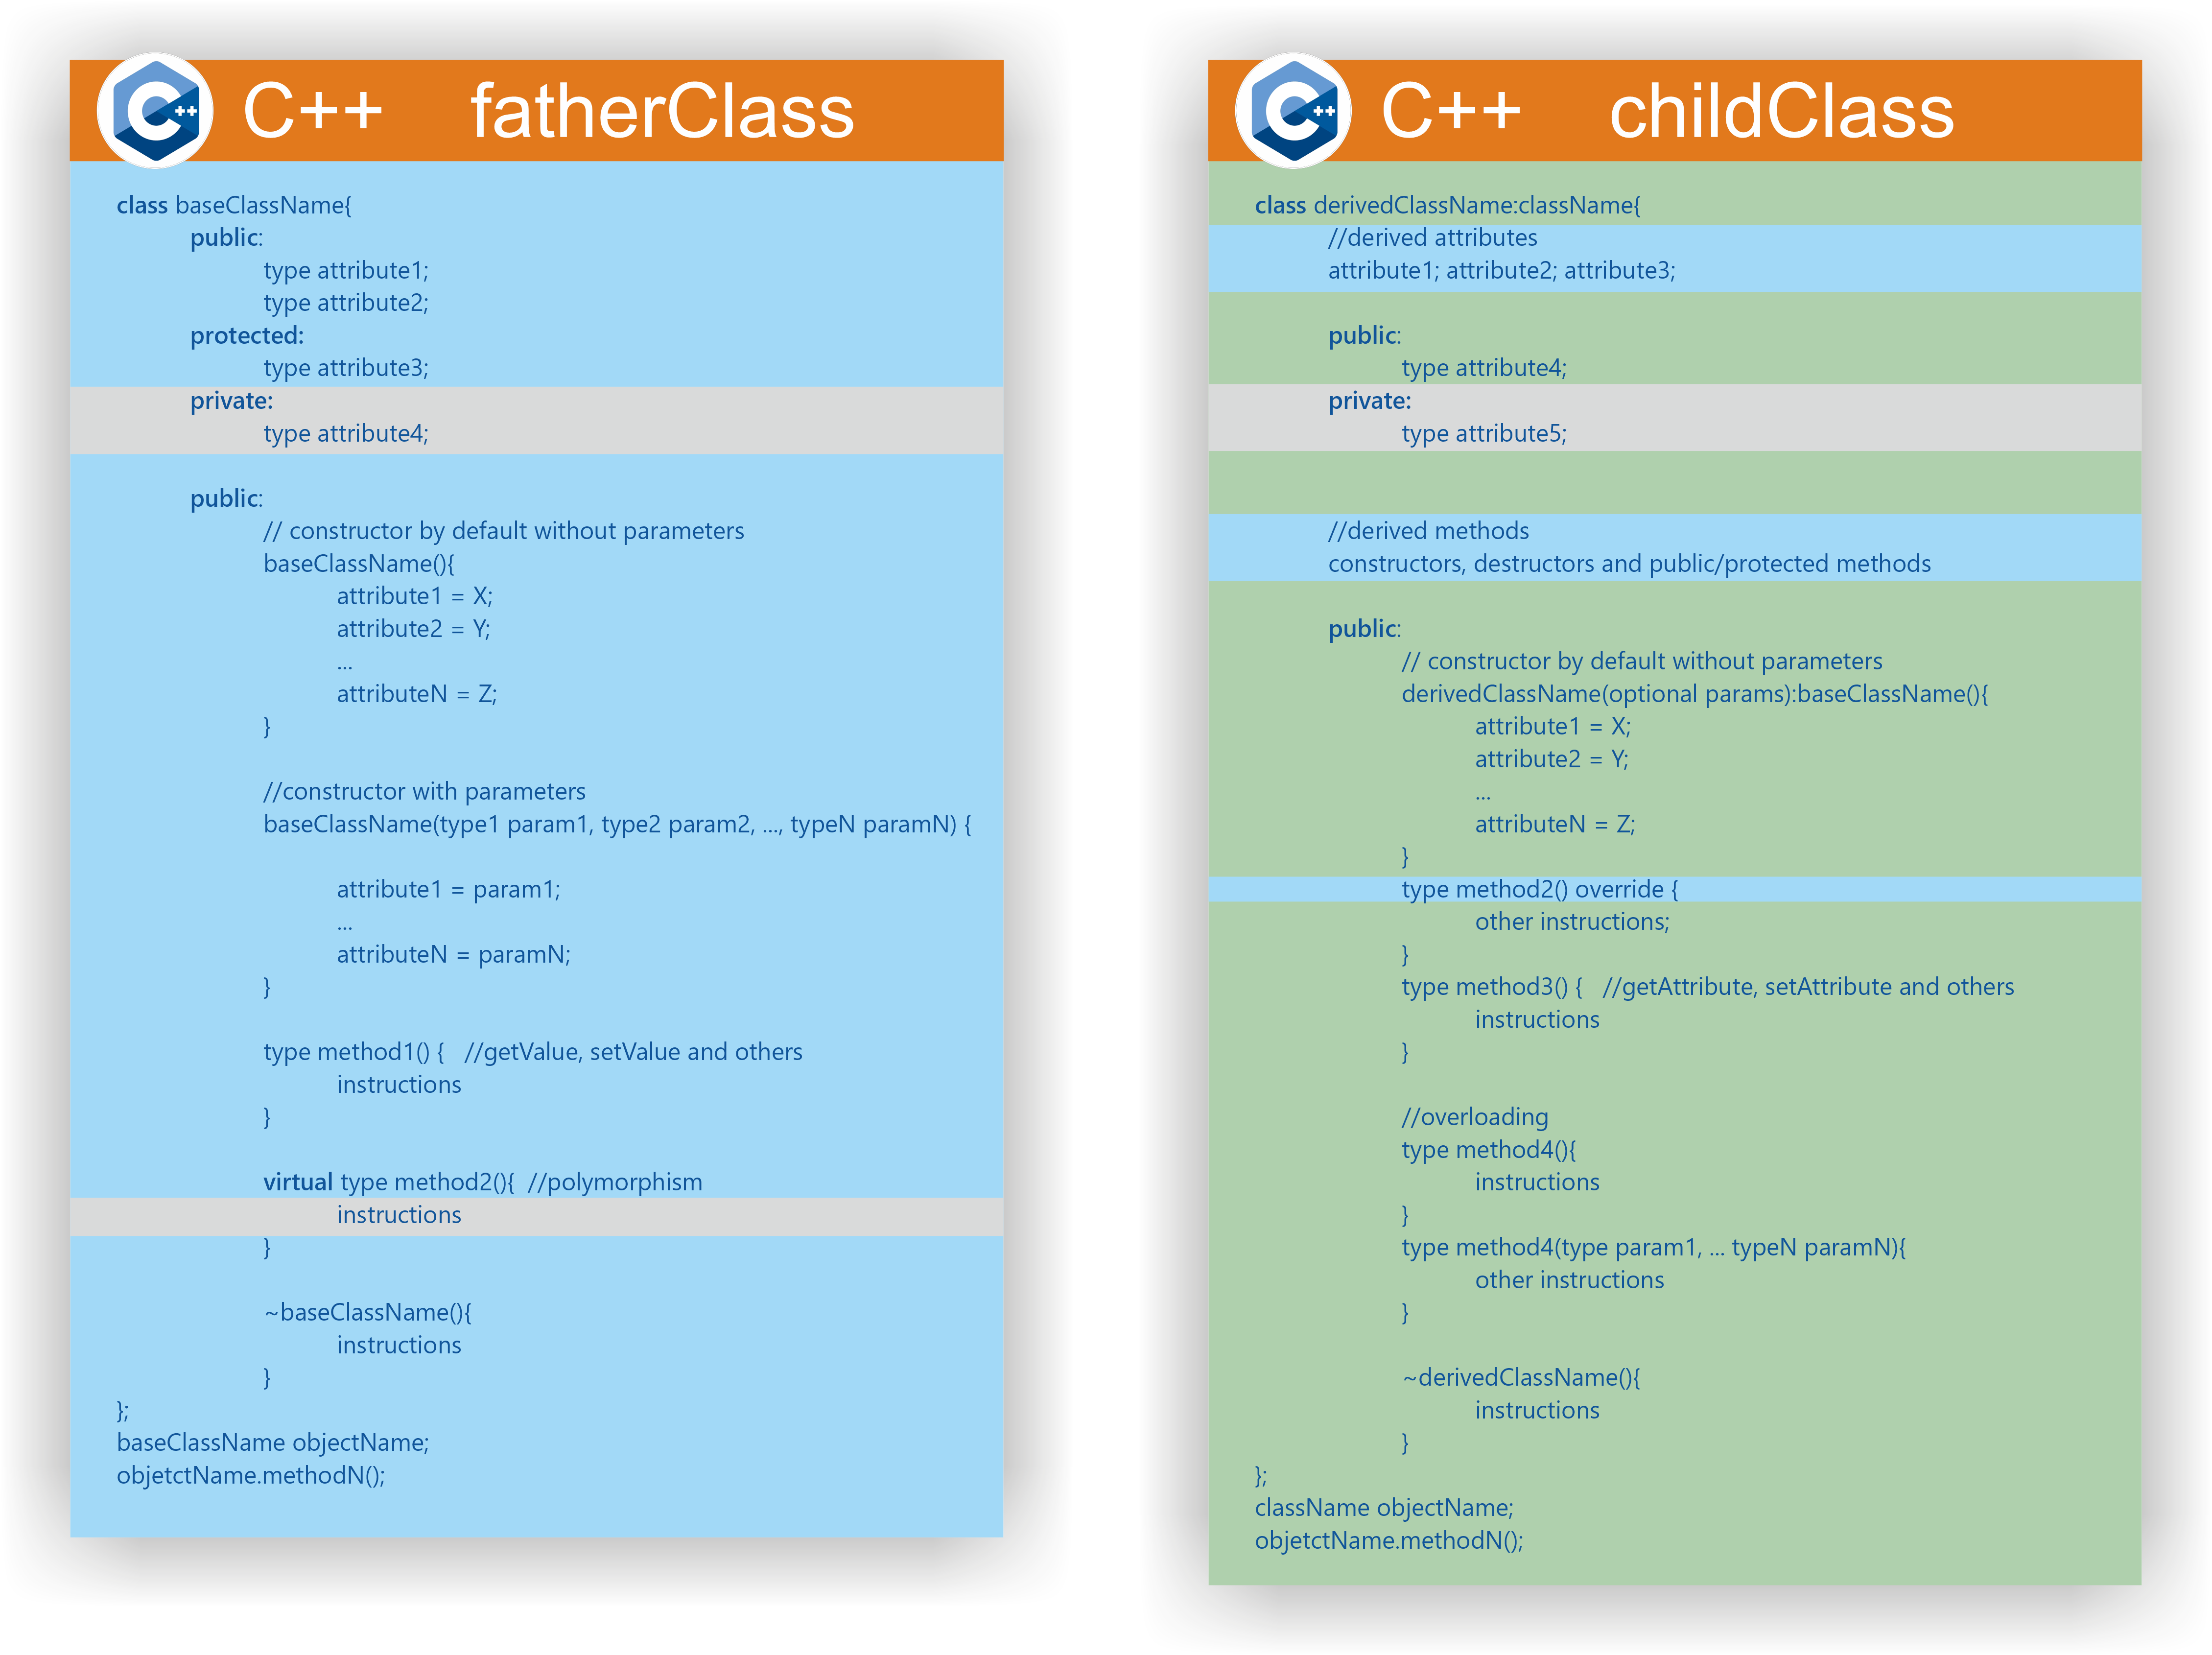 C++ fatherClass
class baseClassName{
public:
type attribute1;
type attribute2;
protected:
type attribute3;
private:
type attribute4;
public:
// constructor by default without parameters
baseClassName(){
attribute1 = X;
attribute2 = Y;
...
attributeN = Z;
}
//constructor with parameters
baseClassName(type1 param1, type2 param2, ..., typeN paramN) {
attribute1 = param1;
...
attributeN = paramN;
}
type method1() { //getValue, setValue and others
instructions
}
virtual type method2(){ //polymorphism
instructions
}
~baseClassName(){
instructions
}
};
baseClassName objectName;
objetctName.methodN();
C++ childClass
class derivedClassName:className{
//derived attributes
attribute1; attribute2; attribute3;
public:
type attribute4;
private:
type attribute5;
//derived methods
constructors, destructors and public/protected methods
public:
// constructor by default without parameters
derivedClassName(optional params):baseClassName(){
attribute1 = X;
attribute2 = Y;
...
attributeN = Z;
}
type method2() override {
other instructions;
}
type method3() { //getAttribute, setAttribute and others
instructions
}
//overloading
type method4(){
instructions
}
type method4(type param1, ... typeN paramN){
other instructions
}
~derivedClassName(){
instructions
}
};
className objectName;
objetctName.methodN();